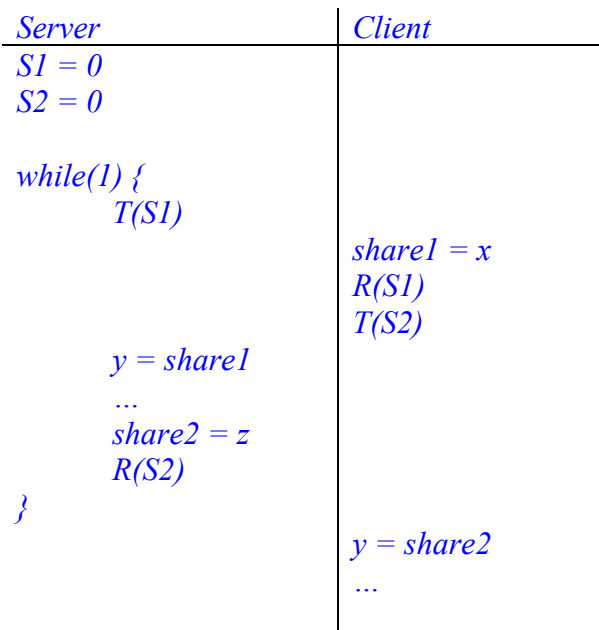 Server Client
S1 = 0
S2 = 0
while(1) {
T(S1)
share1 = x
R(S1)
T(S2)
y = share1
...
share2 = z
R(S2)
}
y = share2
...